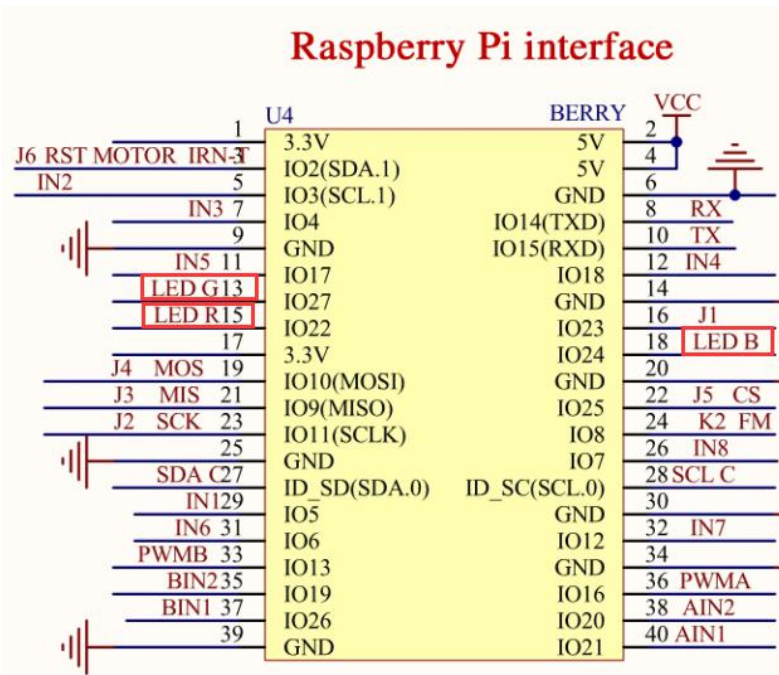 Raspberry Pi interface
U4 BERRY VCC
1 3.3V 5V 2
J6 RST MOTOR IRN-T 3 IO2(SDA.1) 5V 4
IN2 5 IO3(SCL.1) GND 6
IN3 7 IO4 IO14(TXD) 8 RX
9 GND IO15(RXD) 10 TX
IN5 11 IO17 IO18 12 IN4
LED G13 IO27 GND 14
LED R15 IO22 IO23 16 J1
17 3.3V IO24 18 LED B
J4 MOS 19 IO10(MOSI) GND 20
J3 MIS 21 IO9(MISO) IO25 22 J5 CS
J2 SCK 23 IO11(SCLK) IO8 24 K2 FM
25 GND IO7 26 IN8
SDA C27 ID_SD(SDA.0) ID_SC(SCL.0) 28 SCL C
IN129 IO5 GND 30
IN6 31 IO6 IO12 32 IN7
PWMB 33 IO13 GND 34
BIN235 IO19 IO16 36 PWMA
BIN1 37 IO26 IO20 38 AIN2
39 GND IO21 40 AIN1